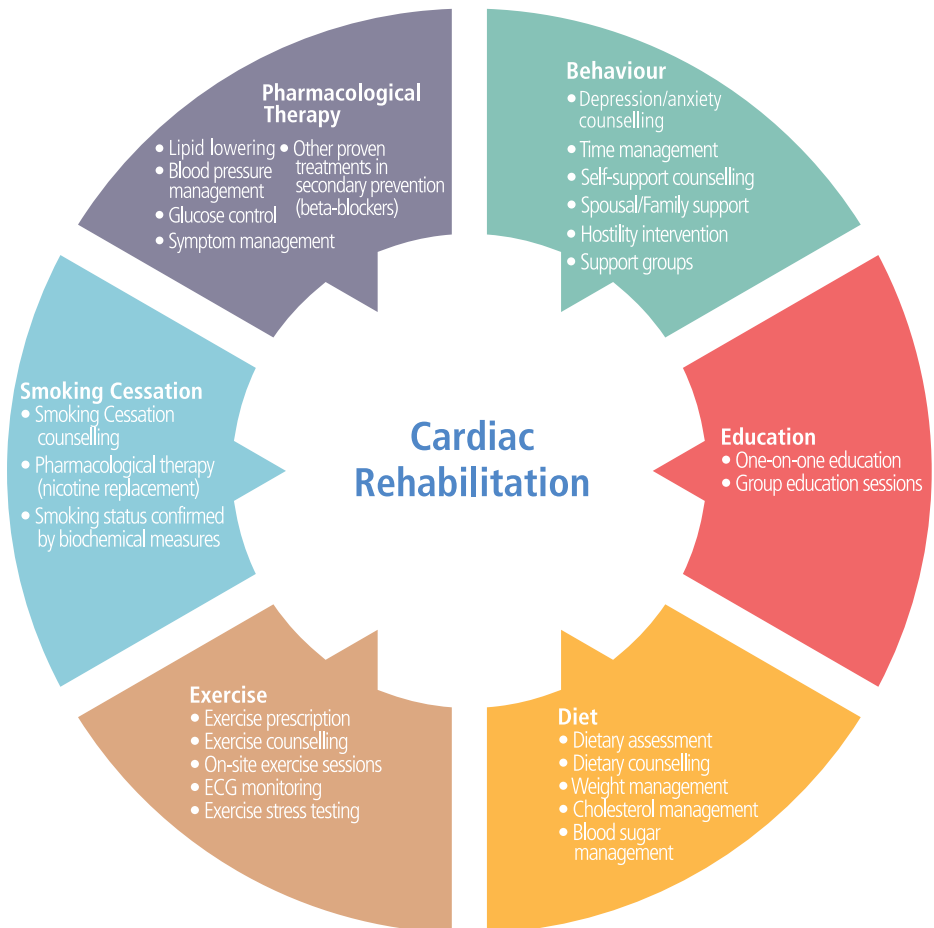 Pharmacological
Therapy
• Lipid lowering
• Blood pressure
management
• Glucose control
• Symptom management
• Other proven
treatments in
secondary prevention
(beta-blockers)
Behaviour
• Depression/anxiety
counselling
• Time management
• Self-support counselling
• Spousal/Family support
• Hostility intervention
• Support groups
Smoking Cessation
• Smoking Cessation
counselling
• Pharmacological therapy
(nicotine replacement)
• Smoking status confirmed
by biochemical measures
Cardiac
Rehabilitation
Education
• One-on-one education
• Group education sessions
Exercise
• Exercise prescription
• Exercise counselling
• On-site exercise sessions
• ECG monitoring
• Exercise stress testing
Diet
• Dietary assessment
• Dietary counselling
• Weight management
• Cholesterol management
• Blood sugar
management